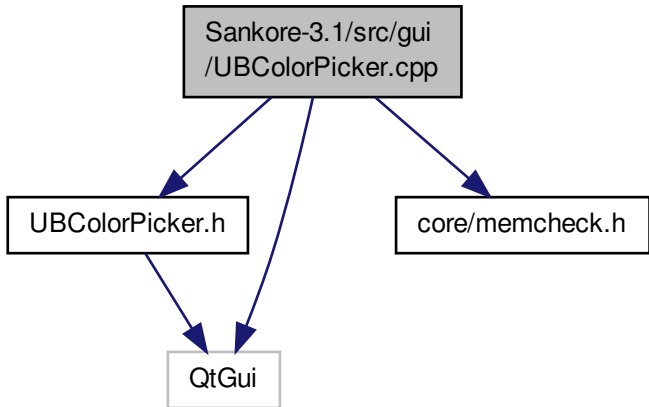 Sankore-3.1/src/gui
/UBColorPicker.cpp
UBColorPicker.h
core/memcheck.h
QtGui